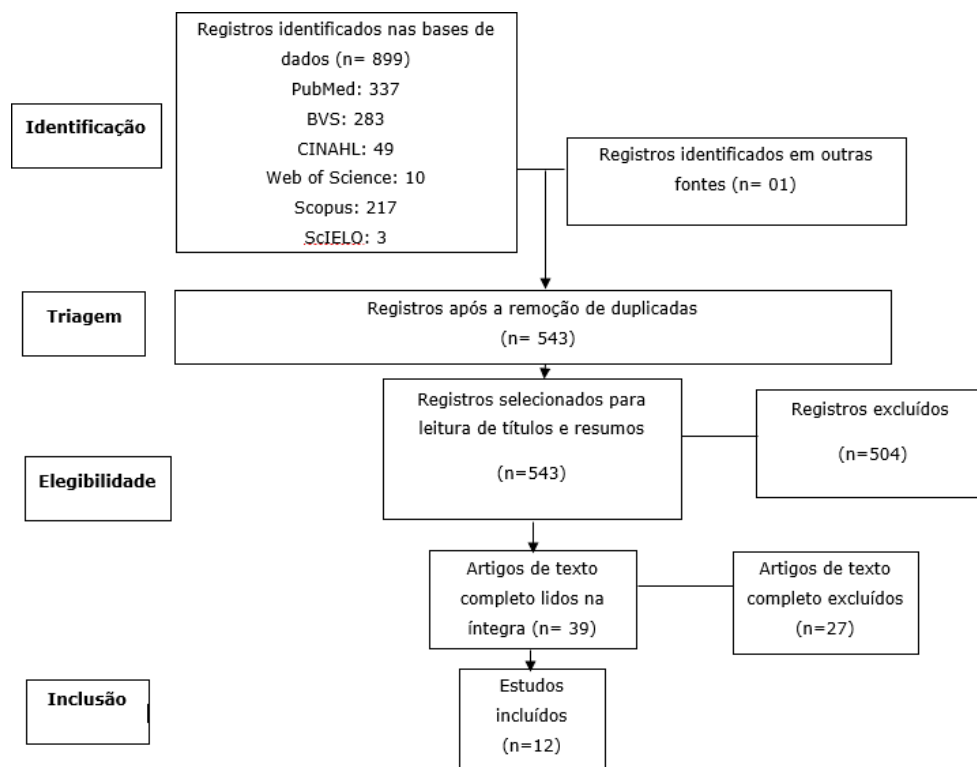 Registros identificados nas bases de
dados (n= 899)
PubMed: 337
BVS: 283
CINAHL: 49
Web of Science: 10
Scopus: 217
ScIELO: 3
Identificação
Registros identificados em outras
fontes (n= 01)
Triagem
Registros após a remoção de duplicadas
(n= 543)
Registros selecionados para
leitura de títulos e resumos
(n=543)
Registros excluídos
(n=504)
Elegibilidade
Artigos de texto
completo lidos na
íntegra (n= 39)
Artigos de texto
completo excluídos
(n=27)
Inclusão
Estudos
incluídos
(n=12)